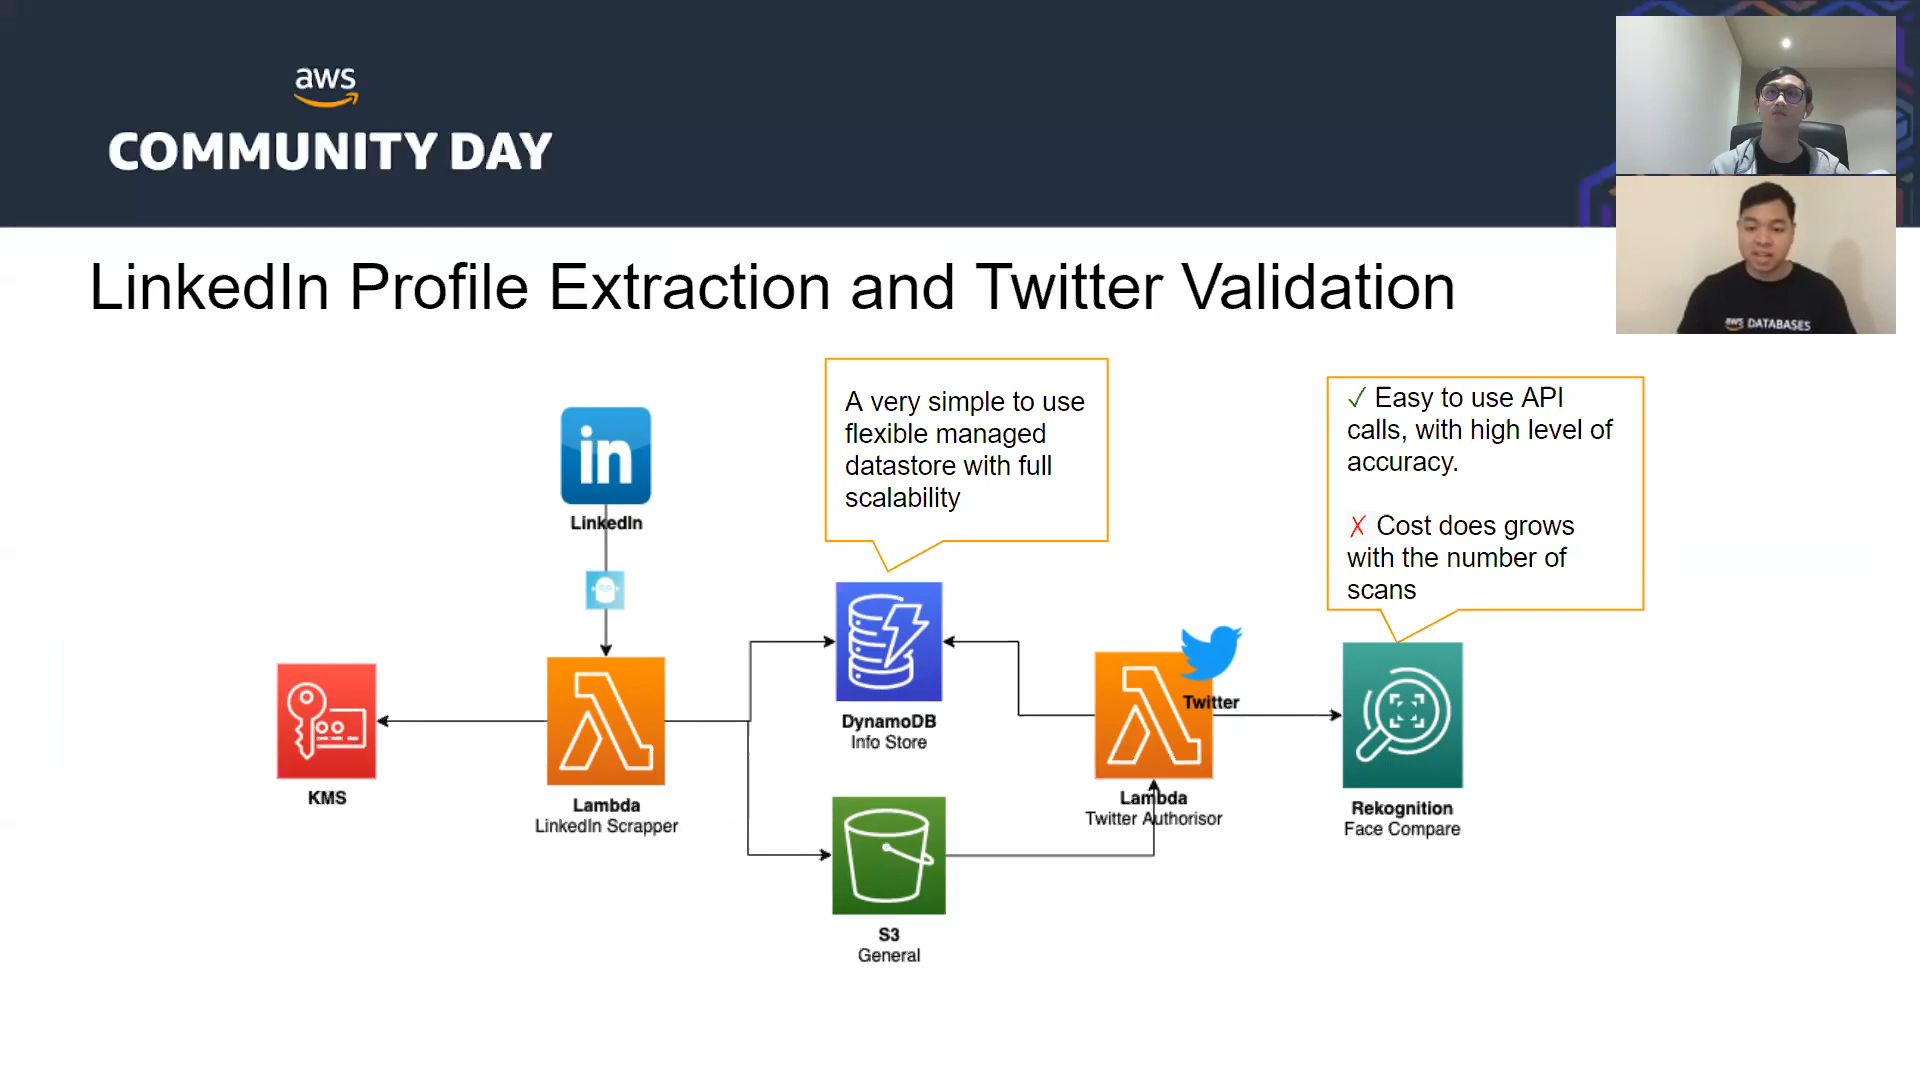 aws
COMMUNITY DAY
aws DATABASES
LinkedIn Profile Extraction and Twitter Validation
A very simple to use
flexible managed
datastore with full
scalability
✓ Easy to use API
calls, with high level of
accuracy.
✗ Cost does grows
with the number of
scans
in
LinkedIn
KMS
Lambda
LinkedIn Scrapper
DynamoDB
Info Store
S3
General
Twitter
Lambda
Twitter Authorisor
Rekognition
Face Compare